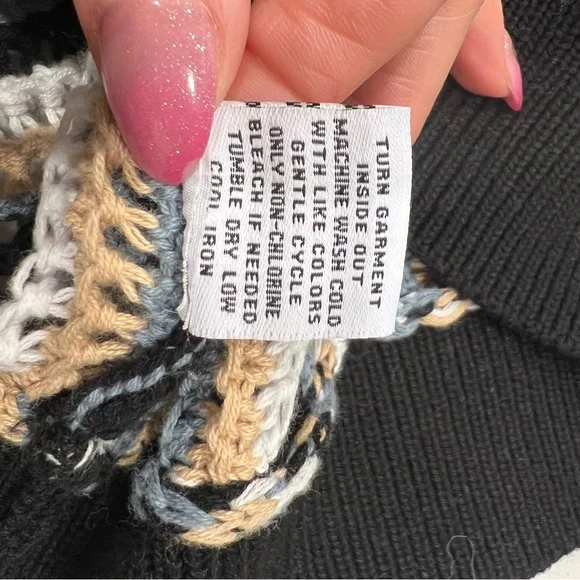 TURN GARMENT
INSIDE OUT
MACHINE WASH COLD
WITH LIKE COLORS
GENTLE CYCLE
ONLY NON-CHLORINE
BLEACH IF NEEDED
TUMBLE DRY LOW
COOL IRON